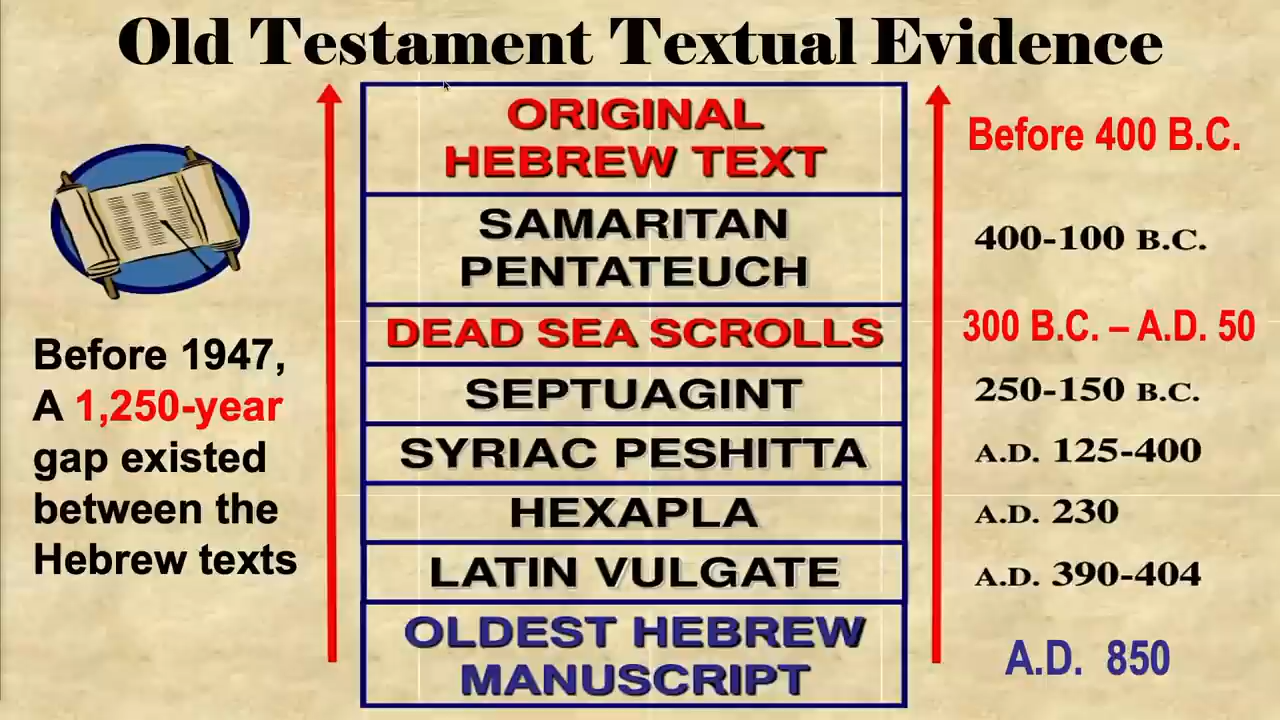 Old Testament Textual Evidence
ORIGINAL
HEBREW TEXT
Before 400 B.C.
SAMARITAN
PENTATEUCH
400-100 B.C.
DEAD SEA SCROLLS
300 B.C. – A.D. 50
SEPTUAGINT
250-150 B.C.
SYRIAC PESHITTA
A.D. 125-400
HEXAPLA
A.D. 230
LATIN VULGATE
A.D. 390-404
OLDEST HEBREW
MANUSCRIPT
A.D. 850
Before 1947,
A 1,250-year
gap existed
between the
Hebrew texts